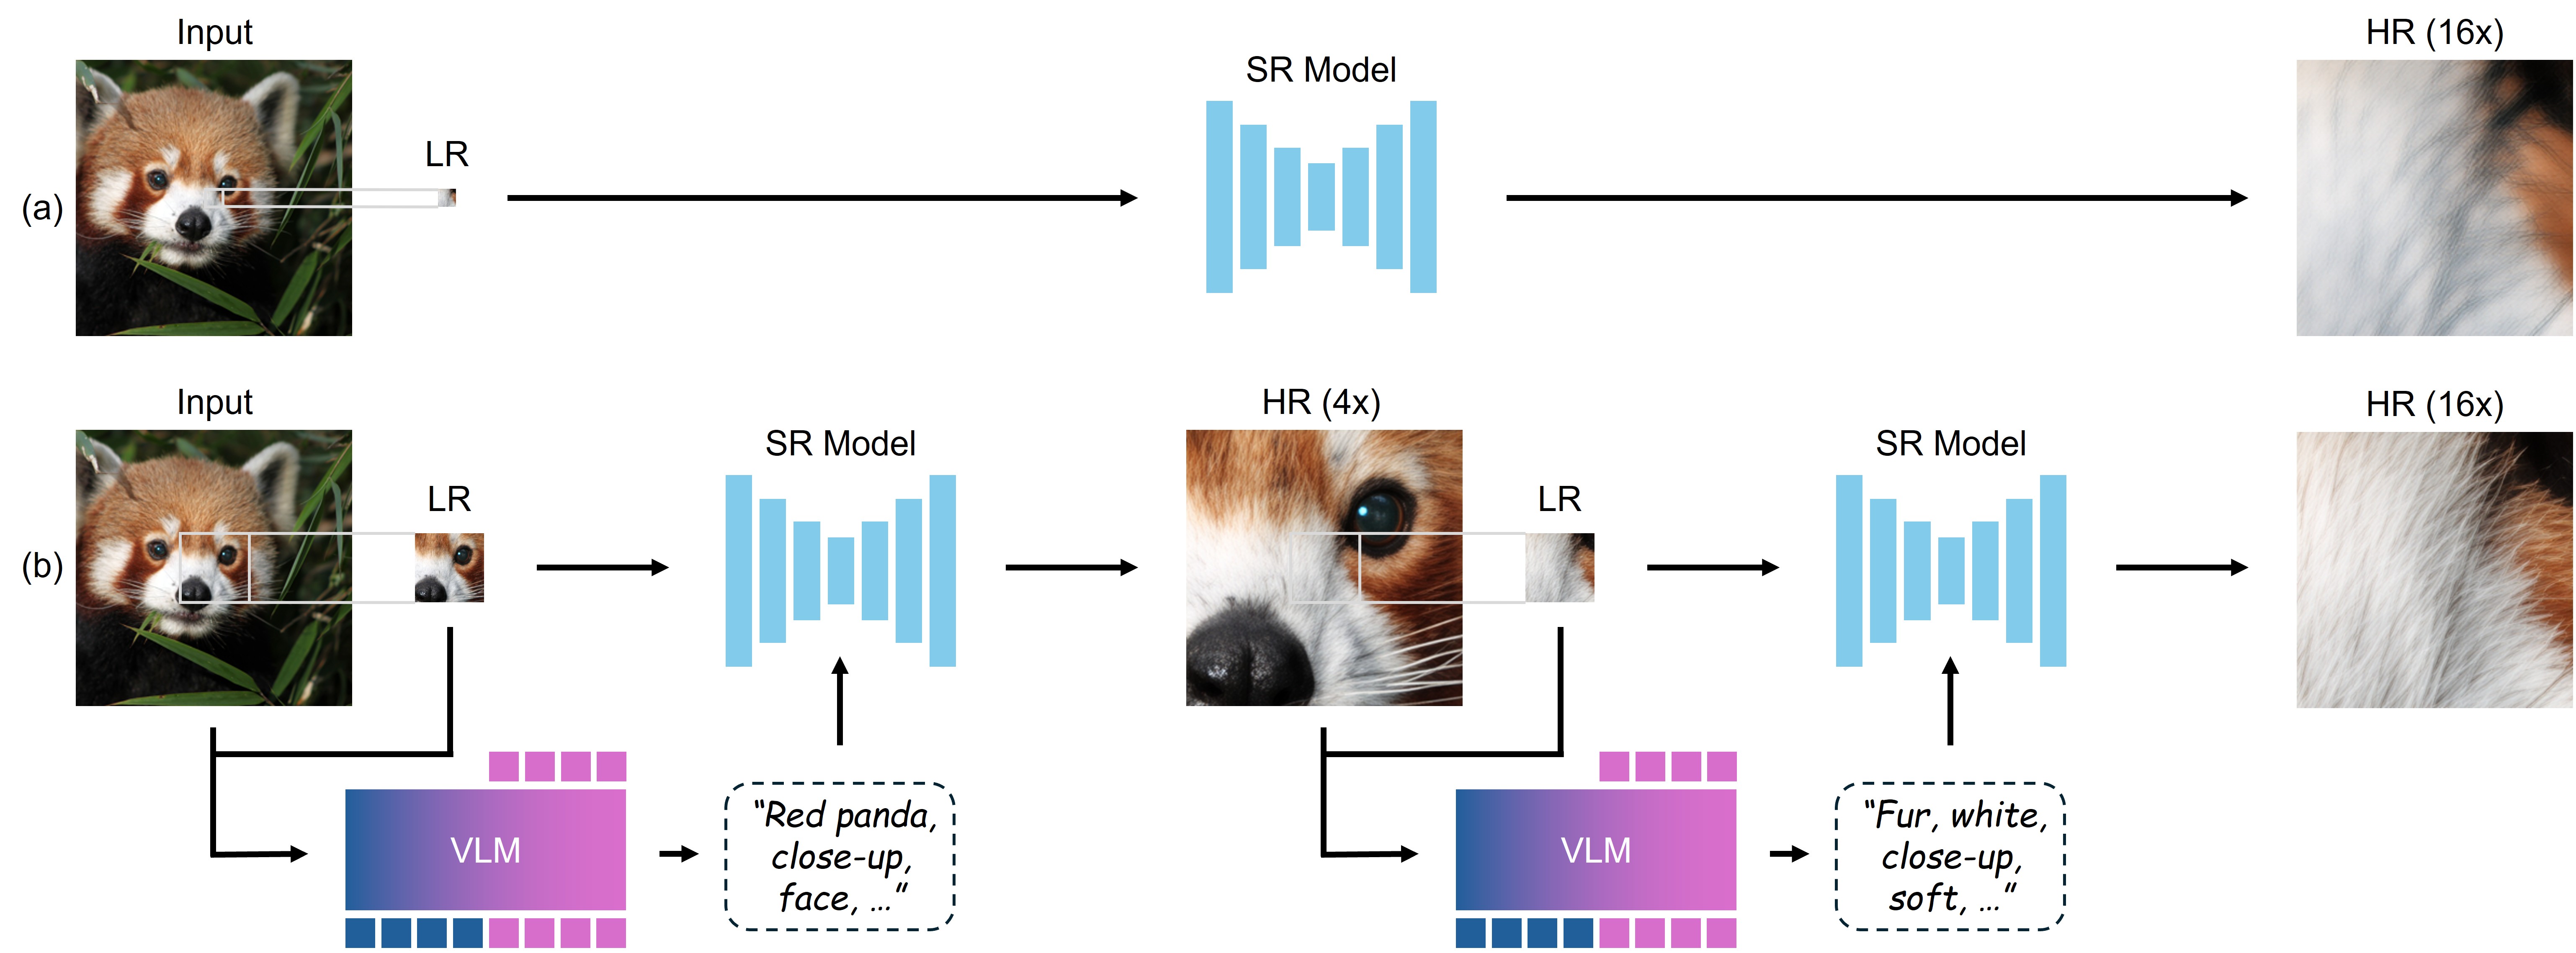 Input
SR Model
HR (16x)
LR
(a)
Input
HR (4x)
HR (16x)
SR Model
SR Model
LR
LR
(b)
VLM
“Red panda,
close-up,
face, ...“
VLM
“Fur, white,
close-up,
soft, ...“